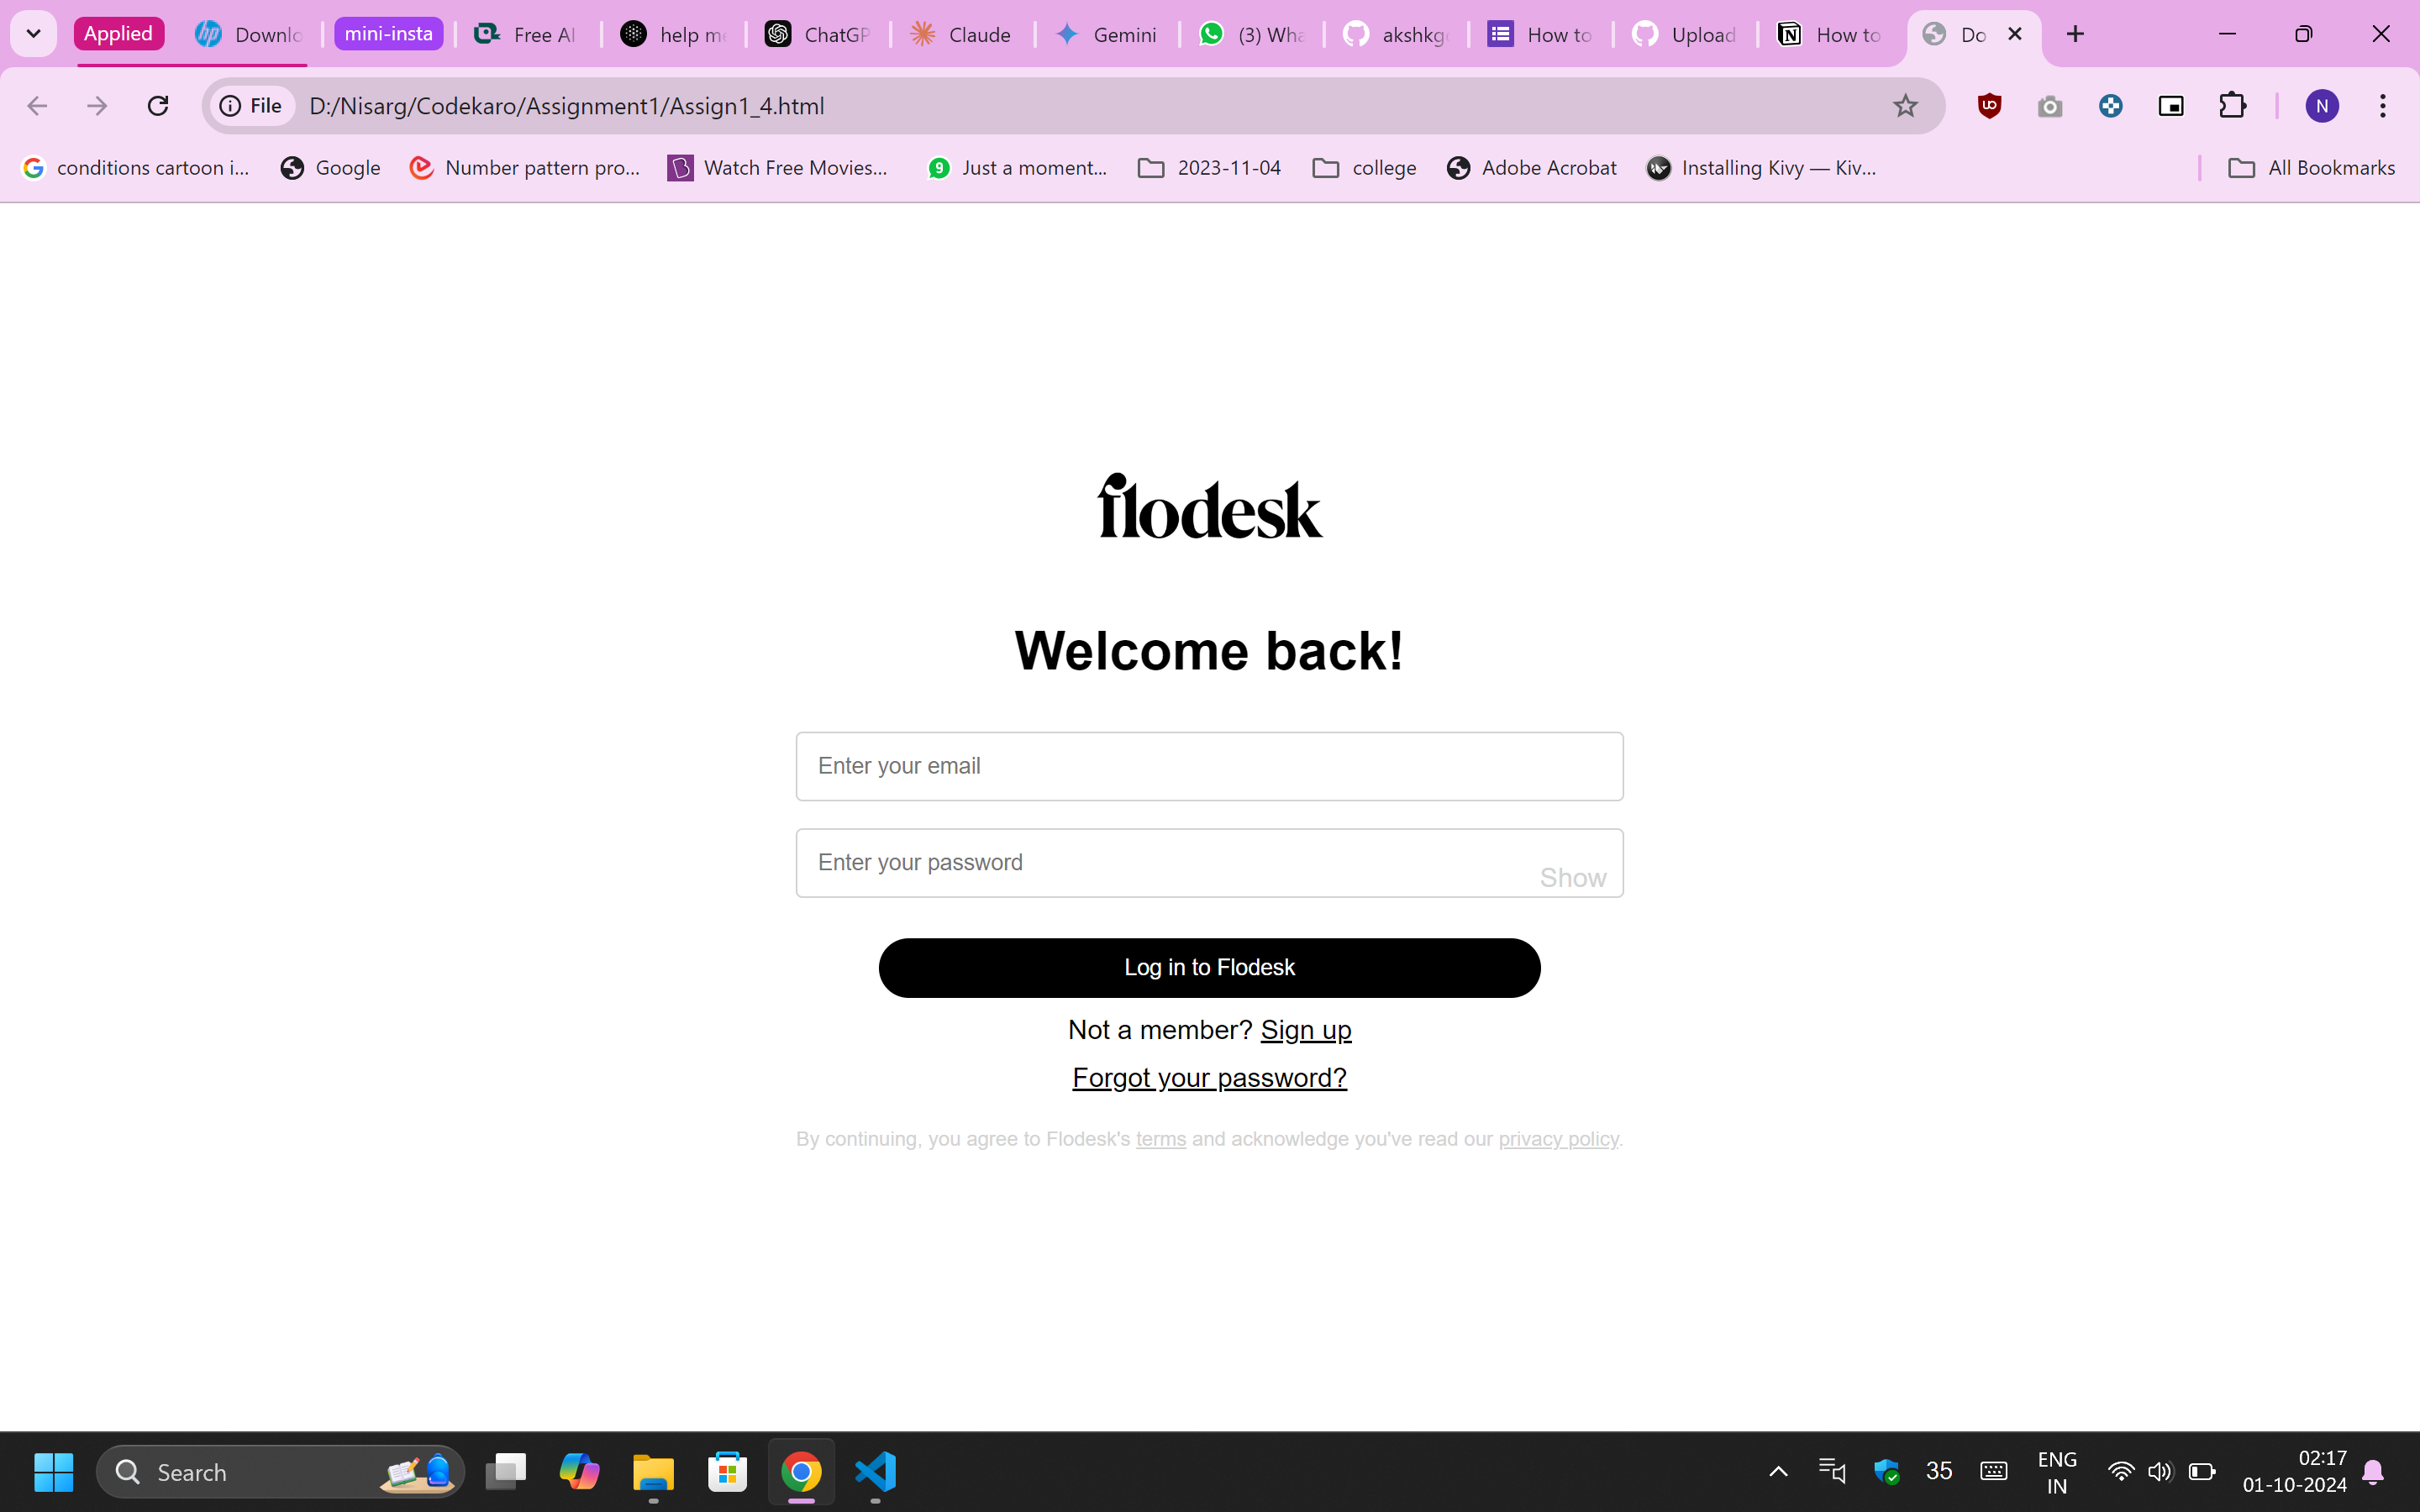 Applied Downlo mini-insta Free AI help me ChatGP Claude Gemini (3) Wha akshkg How to Upload How to Do
File D:/Nisarg/Codekaro/Assignment1/Assign1_4.html N
conditions cartoon i... Google Number pattern pro... Watch Free Movies... 9 Just a moment... 2023-11-04 college Adobe Acrobat Installing Kivy — Kiv... All Bookmarks
flodesk
Welcome back!
Enter your email
Enter your password
Show
Log in to Flodesk
Not a member? Sign up
Forgot your password?
By continuing, you agree to Flodesk's terms and acknowledge you've read our privacy policy.
Search 35 ENG 02:17
IN 01-10-2024